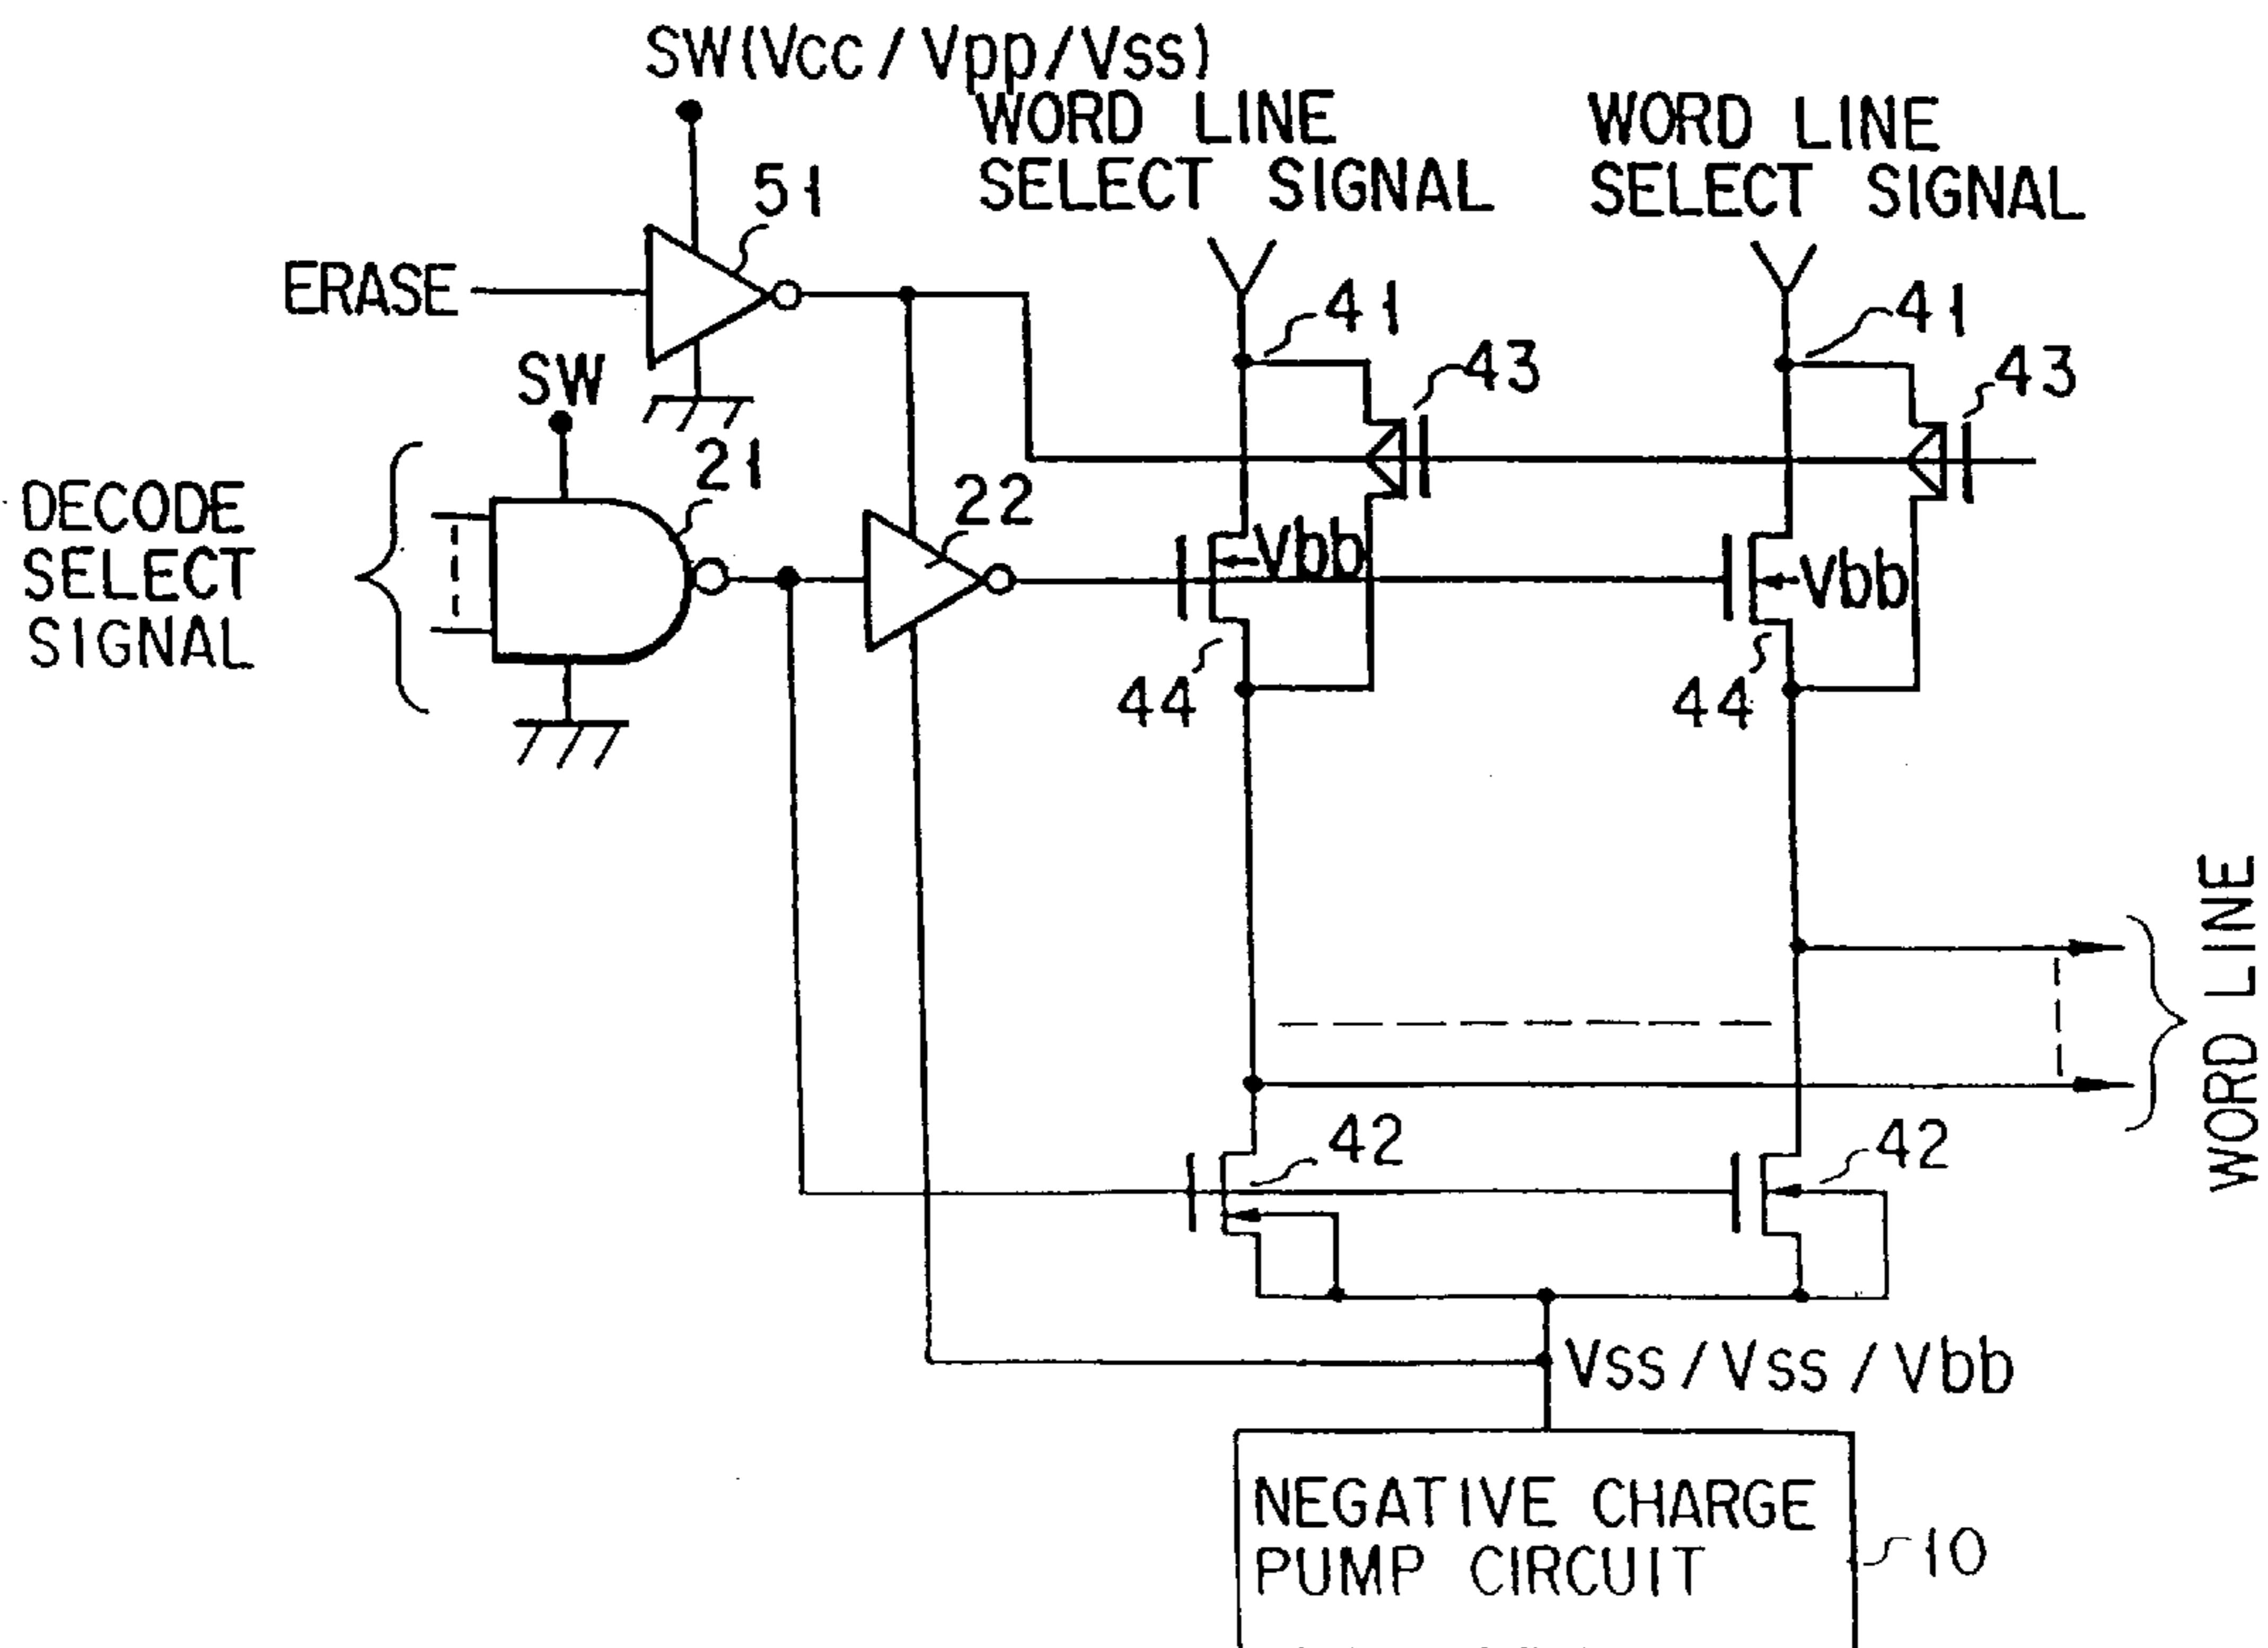 SW(Vcc/Vpp/Vss)
WORD LINE
SELECT SIGNAL
WORD LINE
SELECT SIGNAL
51
ERASE
41
41
43
43
SW
21
DECODE
SELECT
SIGNAL
22
Vbb
Vbb
44
44
WORD LINE
42
42
Vss/Vss/Vbb
NEGATIVE CHARGE
PUMP CIRCUIT
10